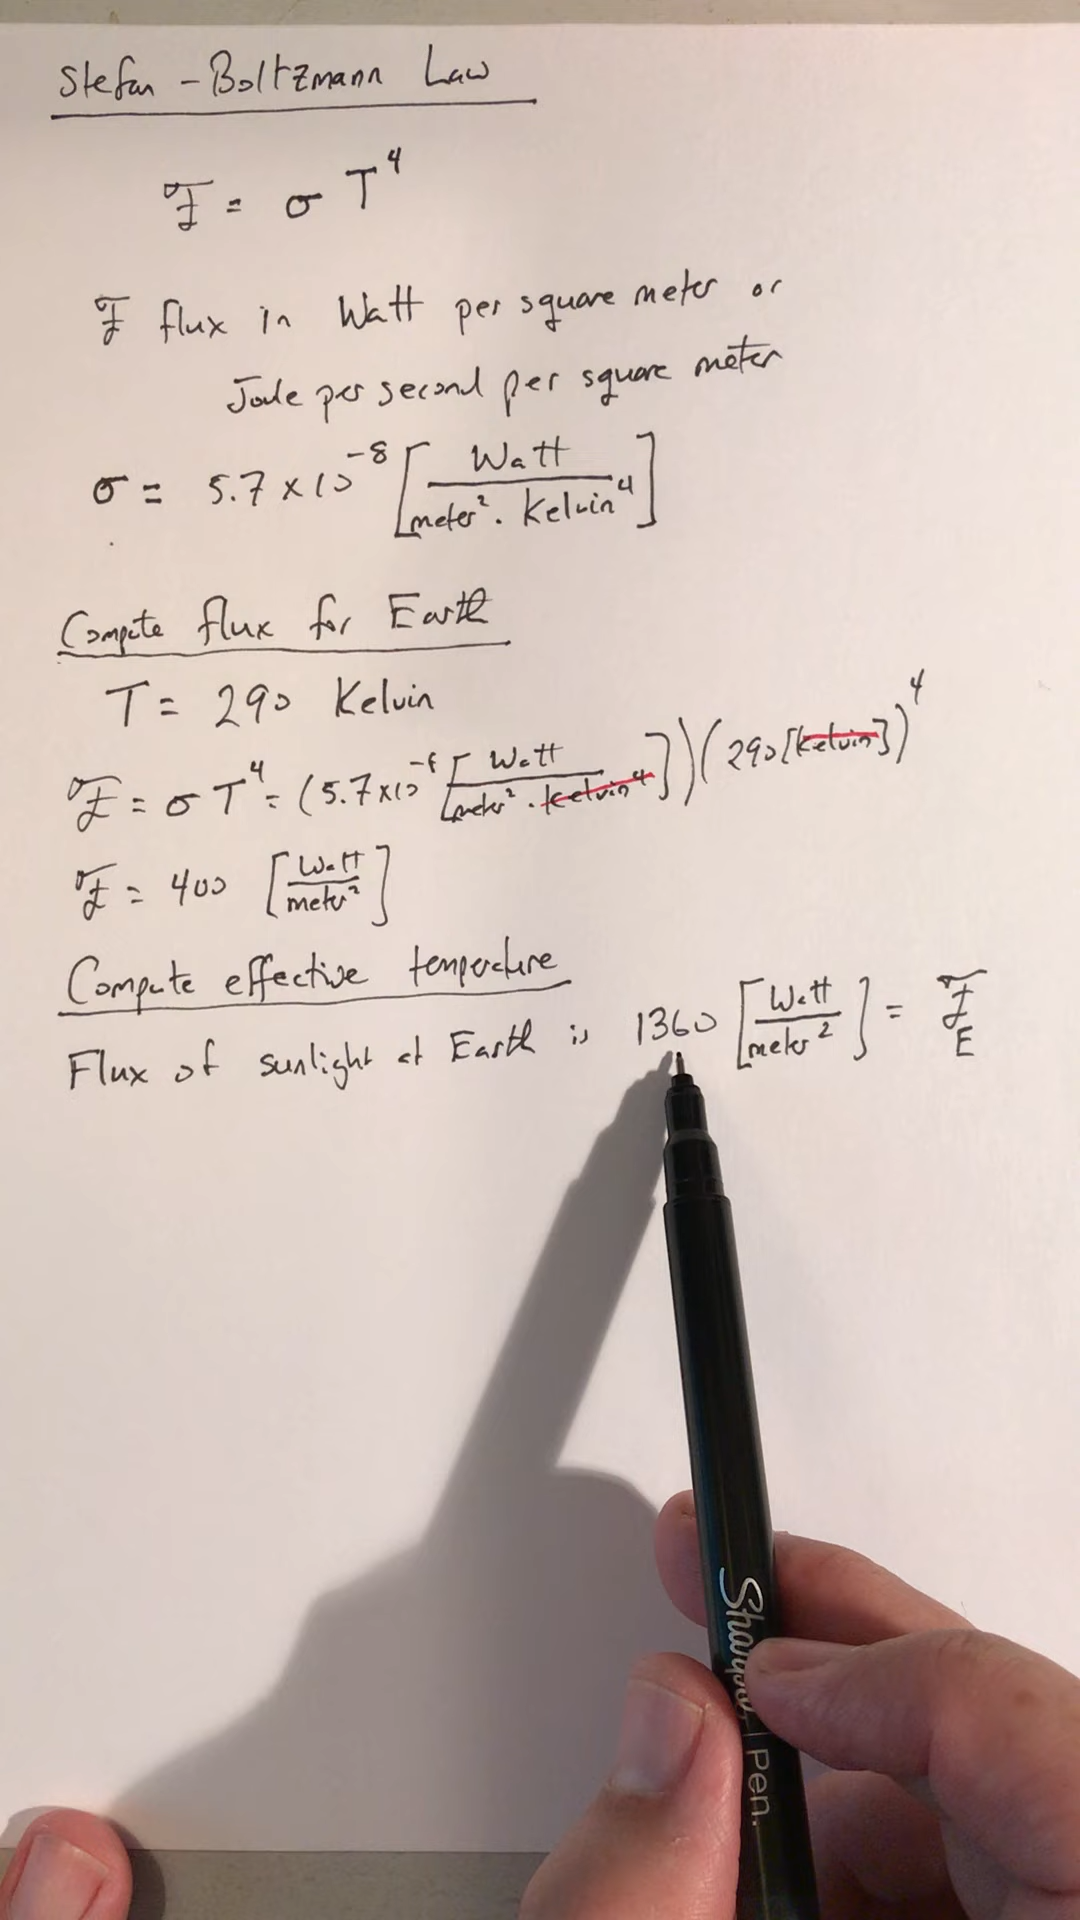 Stefan - Boltzmann Law
ℱ = σ T⁴
ℱ flux in Watt per square meter or
Joule per second per square meter
σ = 5.7 × 10⁻⁸ [Watt / meter² · Kelvin⁴]
Compute flux for Earth
T = 290 Kelvin
ℱ = σ T⁴ = (5.7 × 10⁻⁸ [Watt / meter² · Kelvin⁴]) (290 [Kelvin])⁴
ℱ = 400 [Watt / meter²]
Compute effective temperature
Flux of sunlight at Earth is 1360 [Watt / meter²] = ℱ_E
Sharpie | Pen.